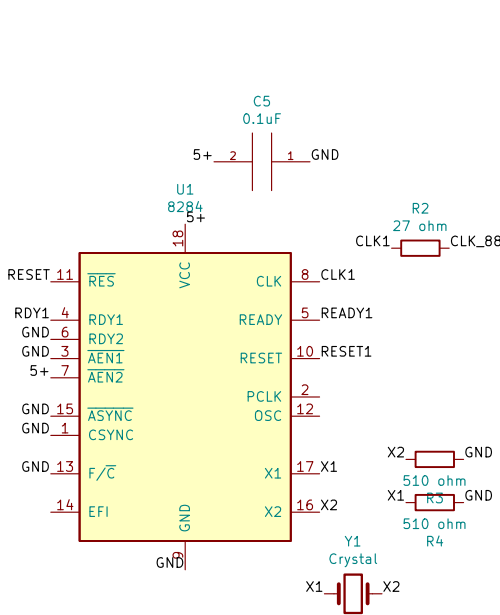 C5
0.1uF
5+ 2 1 GND
U1
8284
5+
R2
27 ohm
CLK1 CLK_88
18
VCC
RESET 11 RES CLK 8 CLK1
RDY1 4 RDY1 READY 5 READY1
GND 6 RDY2
GND 3 AEN1 RESET 10 RESET1
5+ 7 AEN2
PCLK 2
GND 15 ASYNC OSC 12
GND 1 CSYNC
X2 GND
510 ohm
R3
GND 13 F/C X1 17 X1
X1 GND
510 ohm
R4
14 EFI X2 16 X2
GND
9
GND
Y1
Crystal
X1 X2